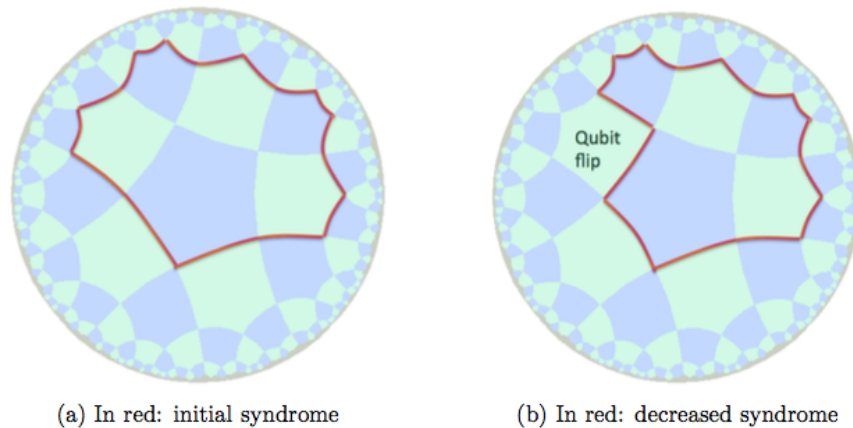 Qubit
flip
(a) In red: initial syndrome
(b) In red: decreased syndrome